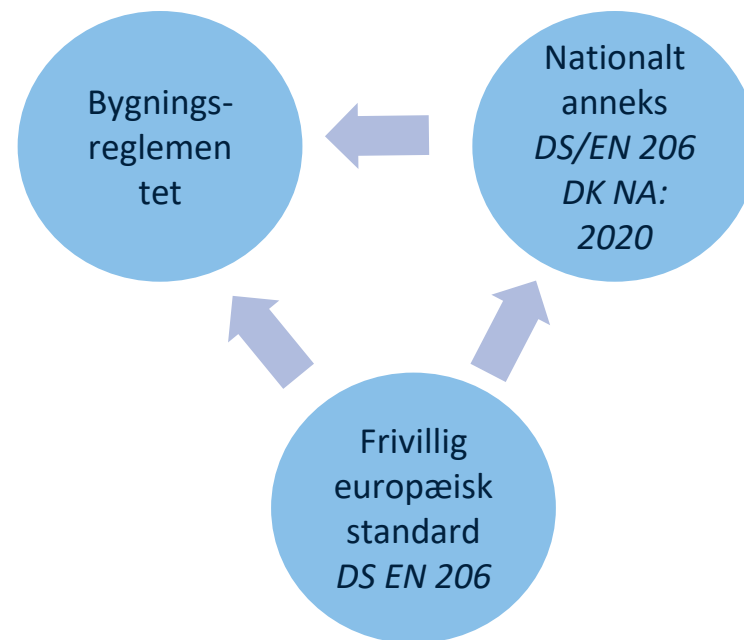 Bygnings-
reglemen
tet
Nationalt
anneks
DS/EN 206
DK NA:
2020
Frivillig
europæisk
standard
DS EN 206